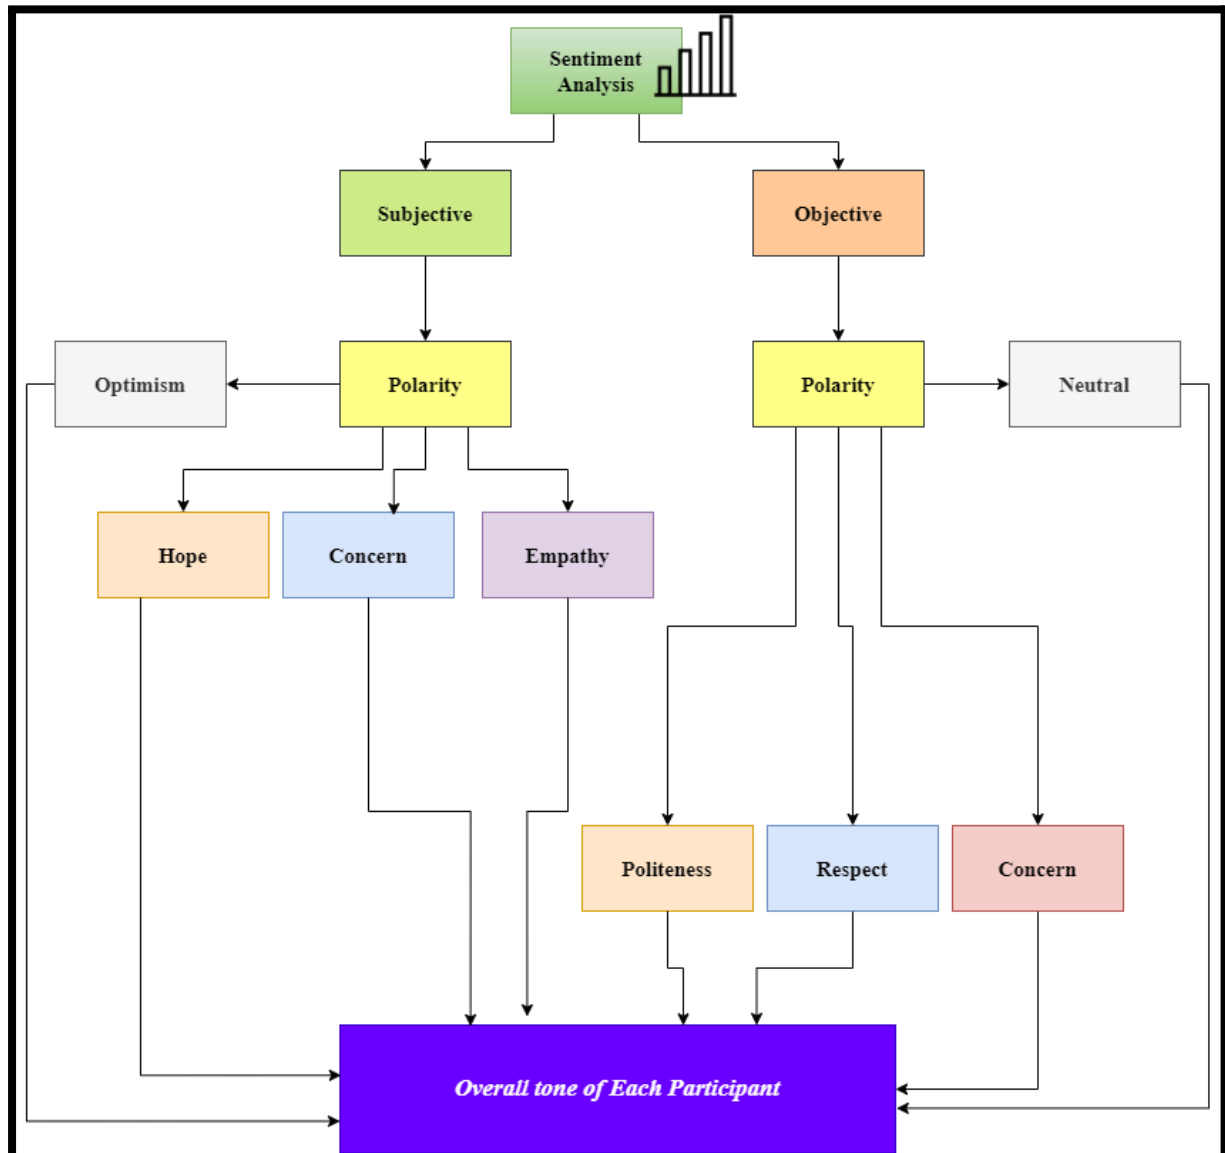 Sentiment
Analysis
Subjective
Objective
Optimism
Polarity
Polarity
Neutral
Hope
Concern
Empathy
Politeness
Respect
Concern
Overall tone of Each Participant